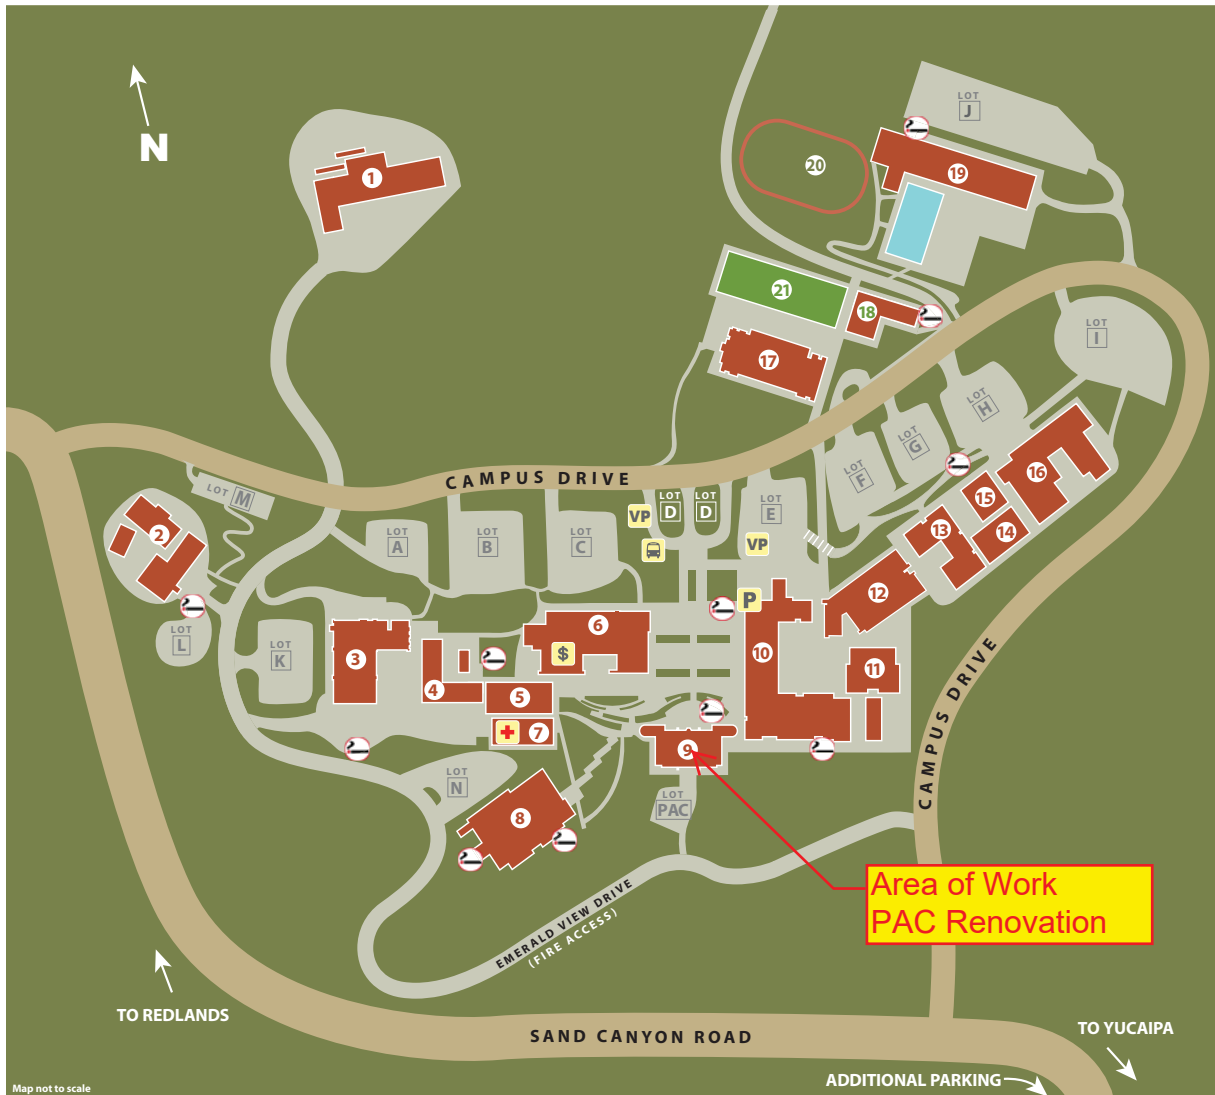 LOT
J
N
1
20
19
21
18
LOT
I
17
LOT
H
LOT
G
CAMPUS DRIVE
LOT
F
16
LOT M
LOT
D
LOT
D
LOT
E
15
VP
2
LOT
A
LOT
B
LOT
C
VP
13
14
12
P
LOT
L
LOT
K
3
6
$
10
11
4
5
7
9
CAMPUS DRIVE
LOT
N
LOT
PAC
8
Area of Work
PAC Renovation
EMERALD VIEW DRIVE
(FIRE ACCESS)
TO REDLANDS
SAND CANYON ROAD
TO YUCAIPA
ADDITIONAL PARKING
Map not to scale